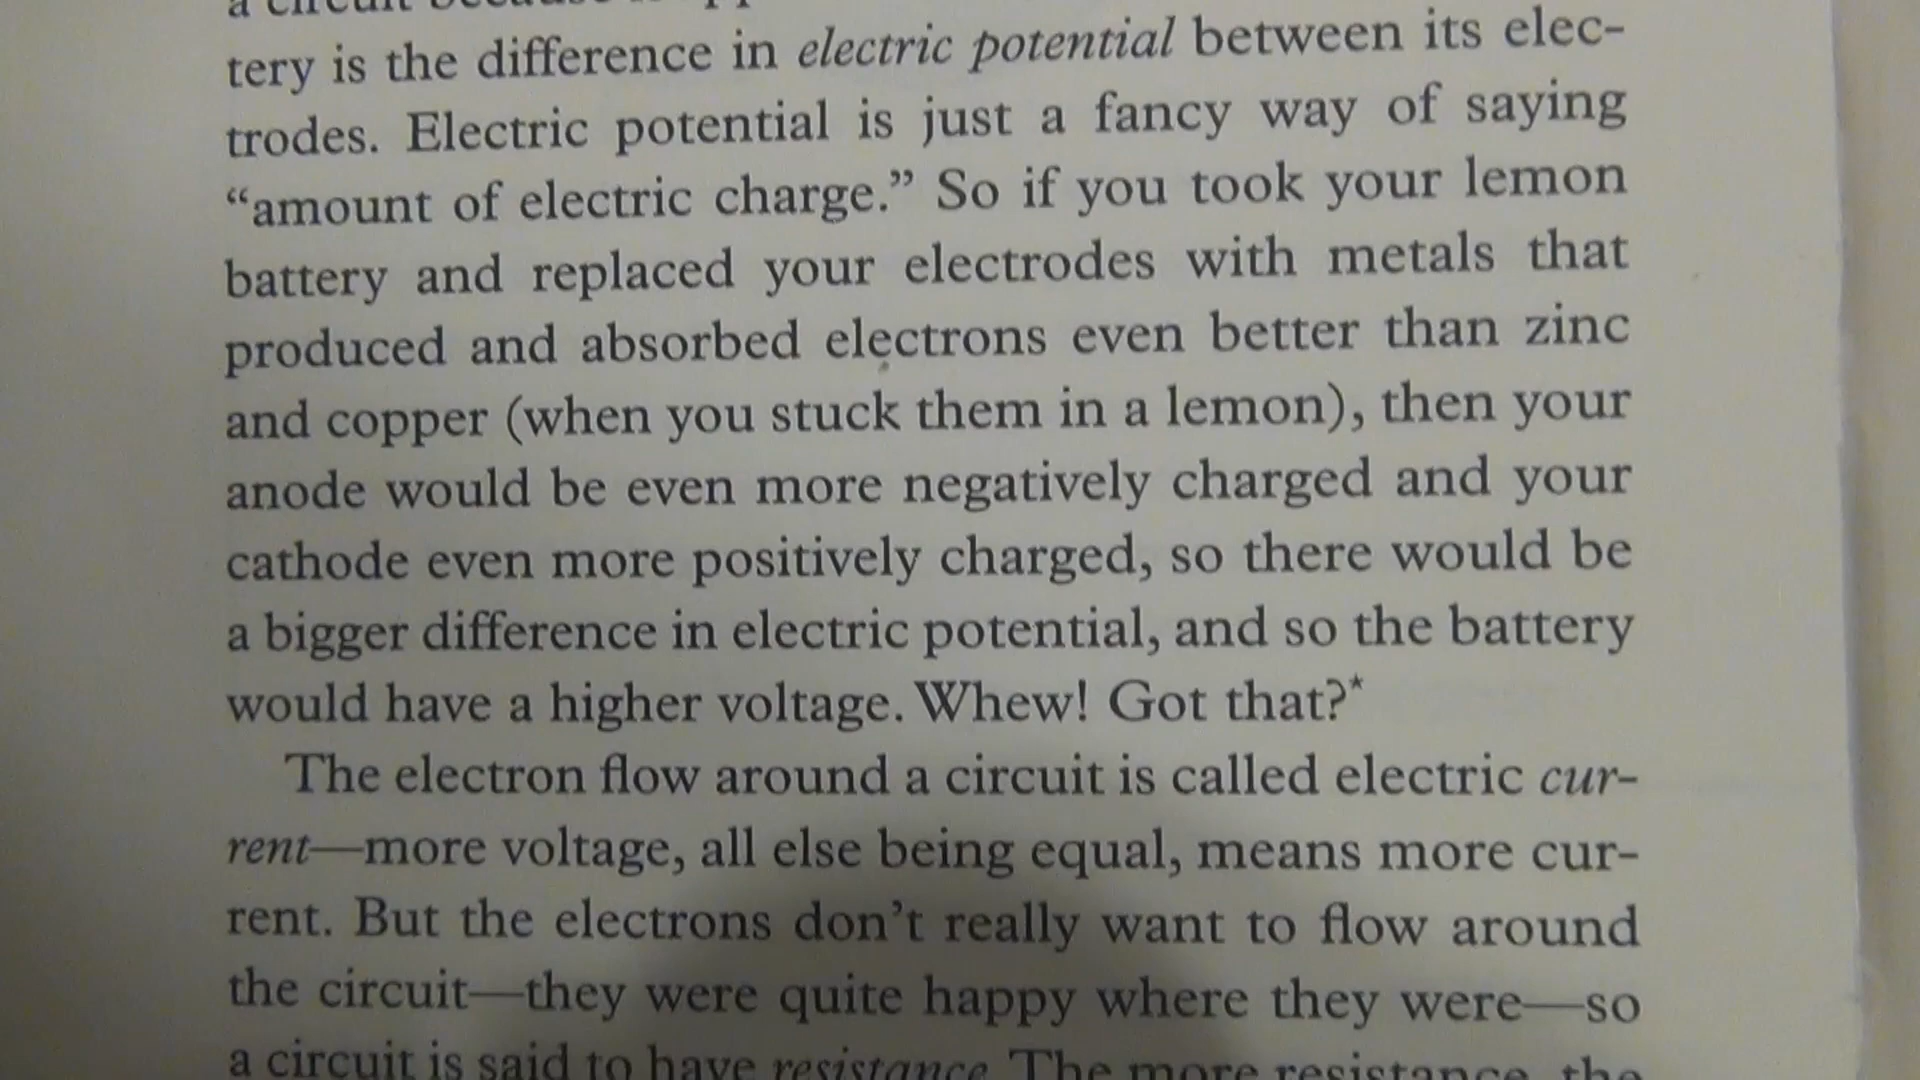 a circuit because
tery is the difference in electric potential between its elec-
trodes. Electric potential is just a fancy way of saying
“amount of electric charge.” So if you took your lemon
battery and replaced your electrodes with metals that
produced and absorbed electrons even better than zinc
and copper (when you stuck them in a lemon), then your
anode would be even more negatively charged and your
cathode even more positively charged, so there would be
a bigger difference in electric potential, and so the battery
would have a higher voltage. Whew! Got that?*
The electron flow around a circuit is called electric cur-
rent—more voltage, all else being equal, means more cur-
rent. But the electrons don’t really want to flow around
the circuit—they were quite happy where they were—so
a circuit is said to have resistance. The more resistance, the